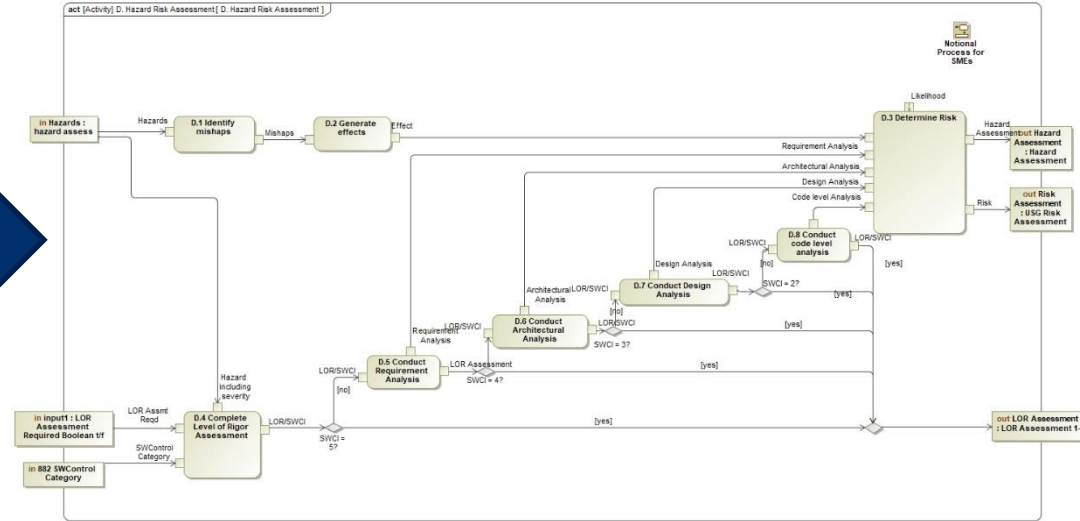 act [Activity] D. Hazard Risk Assessment[ D. Hazard Risk Assessment ]
Notional
Process for
SMEs
in Hazards :
hazard assess
Hazards
D.1 Identify
mishaps
Mishaps
D.2 Generate
effects
Effect
Likelihood
D.3 Determine Risk
Requirement Analysis
Architectural Analysis
Design Analysis
Code level Analysis
Hazard
Assessment
out Hazard
Assessment
: Hazard
Assessment
Risk
out Risk
Assessment
: USG Risk
Assessment
D.8 Conduct
code level
analysis
LOR/SWCI
LOR/SWCI
[no]
[yes]
Design Analysis
LOR/SWCI
D.7 Conduct Design
Analysis
SWCI = 2?
[yes]
Architectural
Analysis
LOR/SWCI
[no]
D.6 Conduct
Architectural
Analysis
LOR/SWCI
SWCI = 3?
[yes]
Requirement
Analysis
LOR/SWCI
D.5 Conduct
Requirement
Analysis
LOR Assessment
SWCI = 4?
[yes]
LOR/SWCI
[no]
Hazard
including
severity
in input1 : LOR
Assessment
Required Boolean t/f
LOR Assmt
Reqd
D.4 Complete
Level of Rigor
Assessment
LOR/SWCI
SWCI =
5?
[yes]
out LOR Assessment
: LOR Assessment 1-
SWControl
Category
in 882 SWControl
Category